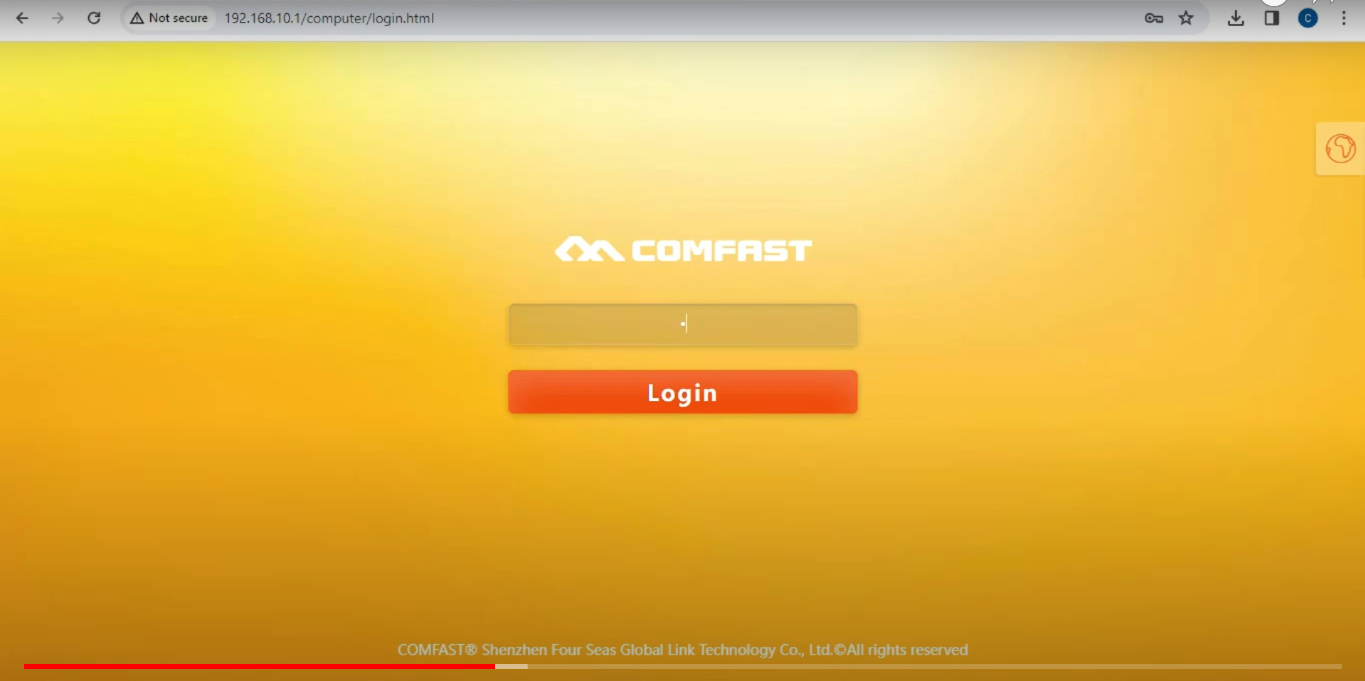 Not secure 192.168.10.1/computer/login.html
C
COMFAST
Login
COMFAST® Shenzhen Four Seas Global Link Technology Co., Ltd.©All rights reserved